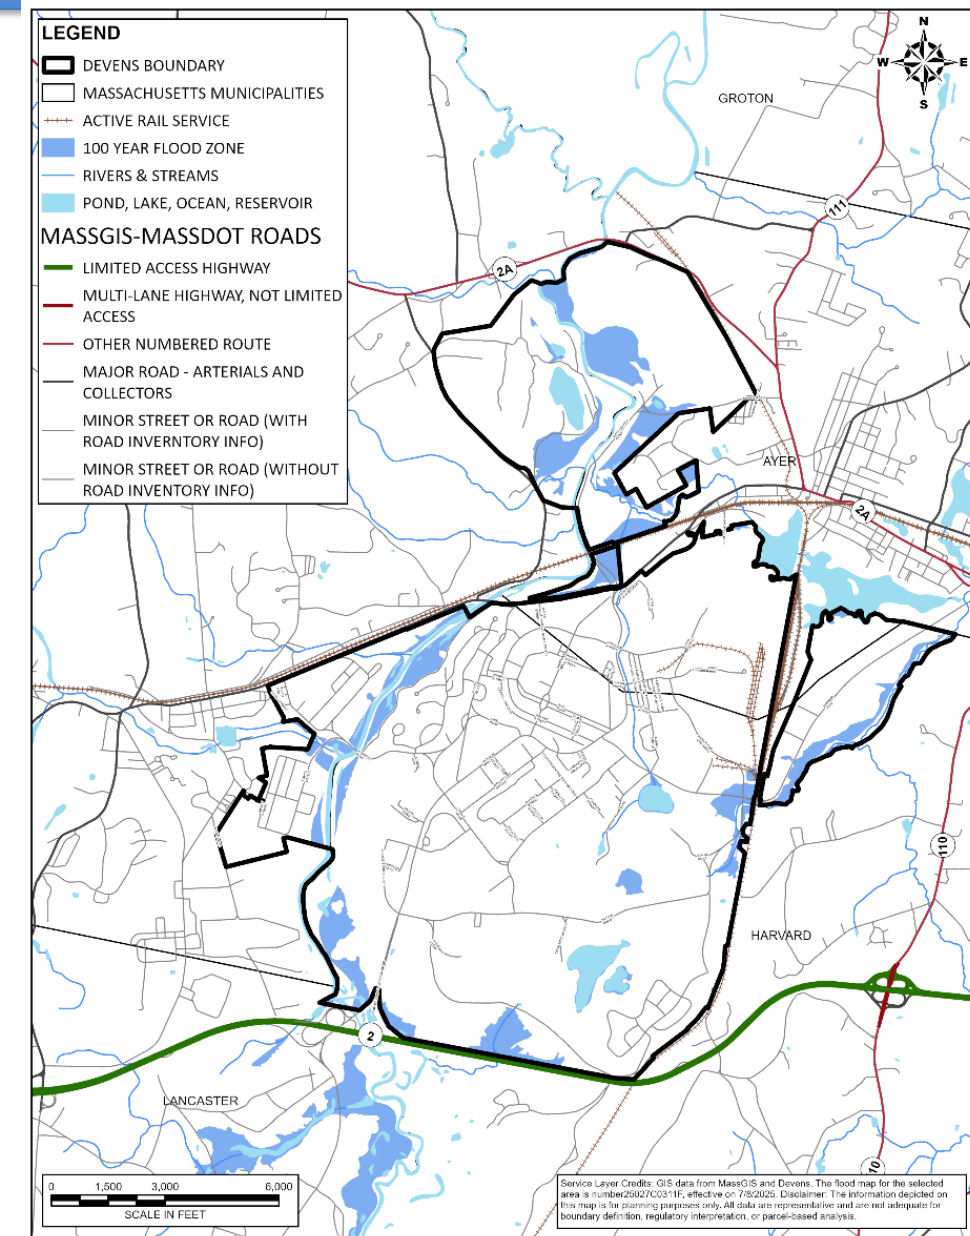 LEGEND
DEVENS BOUNDARY
MASSACHUSETTS MUNICIPALITIES
ACTIVE RAIL SERVICE
100 YEAR FLOOD ZONE
RIVERS & STREAMS
POND, LAKE, OCEAN, RESERVOIR
MASSGIS-MASSDOT ROADS
LIMITED ACCESS HIGHWAY
MULTI-LANE HIGHWAY, NOT LIMITED
ACCESS
OTHER NUMBERED ROUTE
MAJOR ROAD - ARTERIALS AND
COLLECTORS
MINOR STREET OR ROAD (WITH
ROAD INVERNTORY INFO)
MINOR STREET OR ROAD (WITHOUT
ROAD INVENTORY INFO)
N
W E
S
GROTON
111
2A
AYER
2A
110
HARVARD
2
LANCASTER
10
0 1,500 3,000 6,000
SCALE IN FEET
Service Layer Credits: GIS data from MassGIS and Devens. The flood map for the selected
area is number25027C0311F, effective on 7/8/2025. Disclaimer: The information depicted on
this map is for planning purposes only. All data are representative and are not adequate for
boundary definition, regulatory interpretation, or parcel-based analysis.